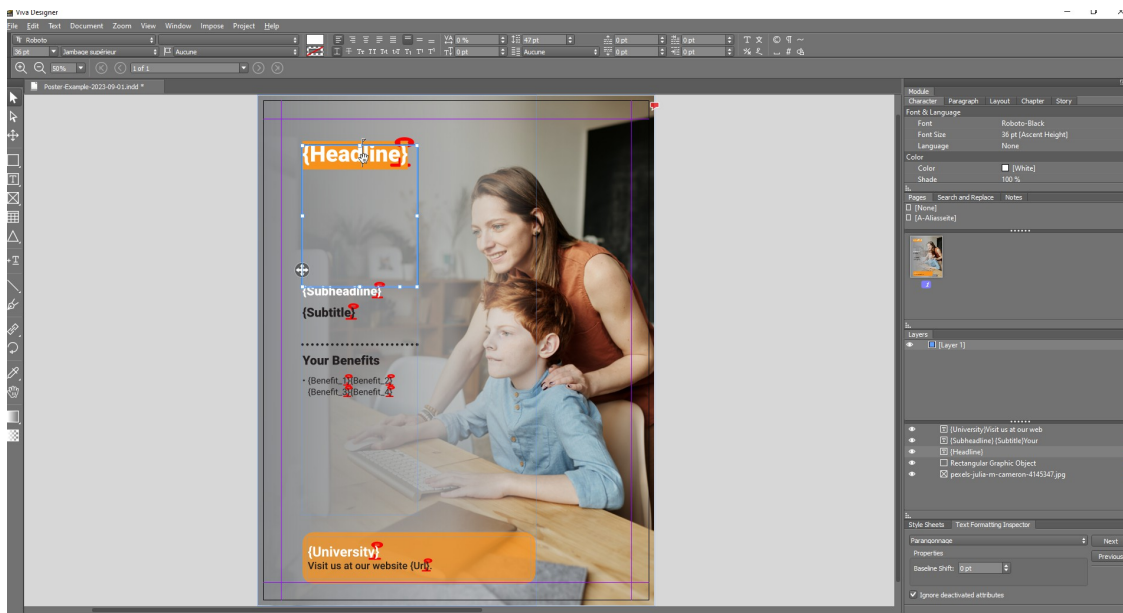 Viva Designer
File Edit Text Document Zoom View Window Impose Project Help
Roboto 0 % 47 pt 0 pt 0 pt
36 pt Jambage supérieur Aucune 0 pt Aucune 0 pt 0 pt
50% 1 of 1
Poster-Example-2023-09-01.indd *
{Headline}
{Subheadline}
{Subtitle}
Your Benefits
• {Benefit_1}{Benefit_2}
{Benefit_3}{Benefit_4}
{University}
Visit us at our website {Url}.
Module
Character Paragraph Layout Chapter Story
Font & Language
Font Roboto-Black
Font Size 36 pt [Ascent Height]
Language None
Color
Color [White]
Shade 100 %
Pages Search and Replace Notes
[None]
[A-Aliasseite]
1
Layers
[Layer 1]
{University}Visit us at our web
{Subheadline} {Subtitle}Your
{Headline}
Rectangular Graphic Object
pexels-julia-m-cameron-4145347.jpg
Style Sheets Text Formatting Inspector
Parangonnage Next
Properties Previous
Baseline Shift: 0 pt
Ignore deactivated attributes